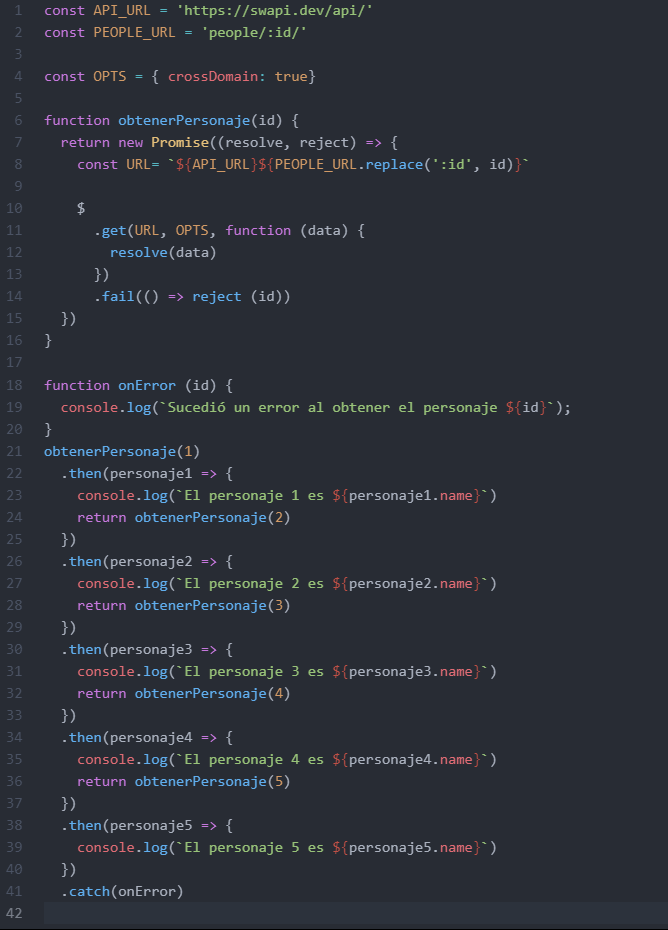 1 const API_URL = 'https://swapi.dev/api/'
2 const PEOPLE_URL = 'people/:id/'
3
4 const OPTS = { crossDomain: true}
5
6 function obtenerPersonaje(id) {
7   return new Promise((resolve, reject) => {
8     const URL= `${API_URL}${PEOPLE_URL.replace(':id', id)}`
9
10     $
11       .get(URL, OPTS, function (data) {
12         resolve(data)
13       })
14       .fail(() => reject (id))
15   })
16 }
17
18 function onError (id) {
19   console.log(`Sucedió un error al obtener el personaje ${id}`);
20 }
21 obtenerPersonaje(1)
22   .then(personaje1 => {
23     console.log(`El personaje 1 es ${personaje1.name}`)
24     return obtenerPersonaje(2)
25   })
26   .then(personaje2 => {
27     console.log(`El personaje 2 es ${personaje2.name}`)
28     return obtenerPersonaje(3)
29   })
30   .then(personaje3 => {
31     console.log(`El personaje 3 es ${personaje3.name}`)
32     return obtenerPersonaje(4)
33   })
34   .then(personaje4 => {
35     console.log(`El personaje 4 es ${personaje4.name}`)
36     return obtenerPersonaje(5)
37   })
38   .then(personaje5 => {
39     console.log(`El personaje 5 es ${personaje5.name}`)
40   })
41   .catch(onError)
42